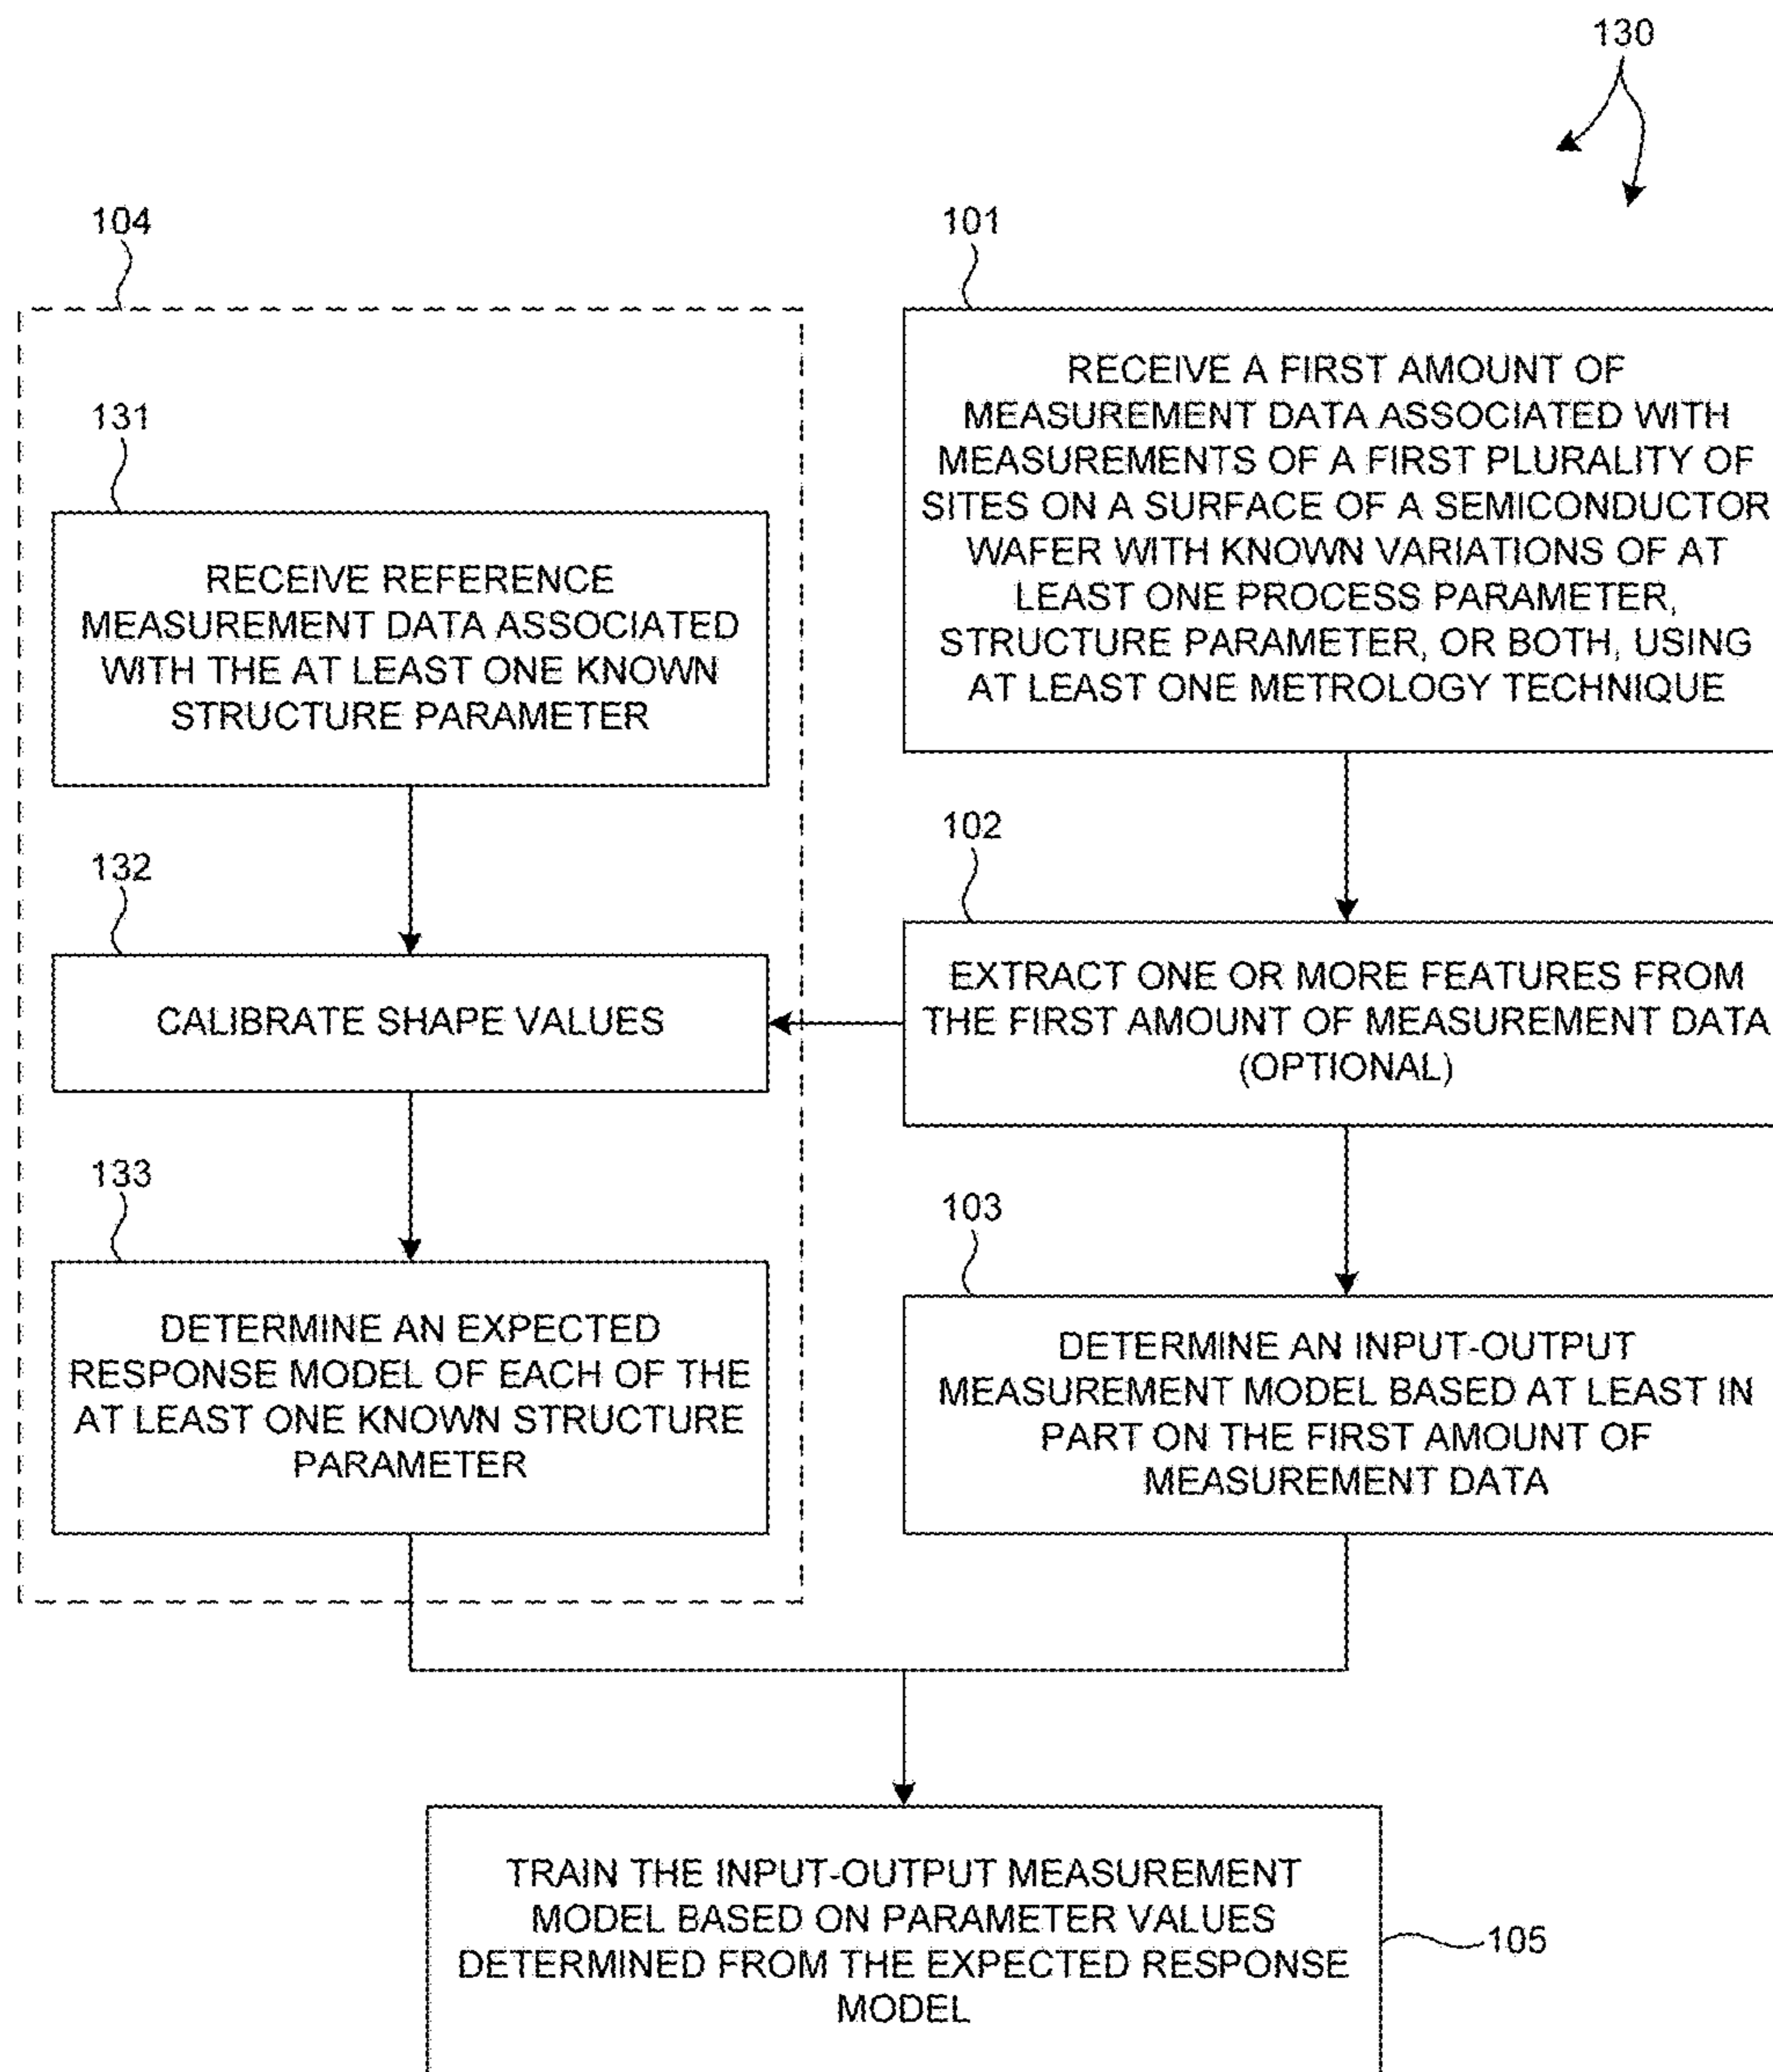 130
104
101
131
RECEIVE REFERENCE
MEASUREMENT DATA ASSOCIATED
WITH THE AT LEAST ONE KNOWN
STRUCTURE PARAMETER
RECEIVE A FIRST AMOUNT OF
MEASUREMENT DATA ASSOCIATED WITH
MEASUREMENTS OF A FIRST PLURALITY OF
SITES ON A SURFACE OF A SEMICONDUCTOR
WAFER WITH KNOWN VARIATIONS OF AT
LEAST ONE PROCESS PARAMETER,
STRUCTURE PARAMETER, OR BOTH, USING
AT LEAST ONE METROLOGY TECHNIQUE
132
CALIBRATE SHAPE VALUES
102
EXTRACT ONE OR MORE FEATURES FROM
THE FIRST AMOUNT OF MEASUREMENT DATA
(OPTIONAL)
133
DETERMINE AN EXPECTED
RESPONSE MODEL OF EACH OF THE
AT LEAST ONE KNOWN STRUCTURE
PARAMETER
103
DETERMINE AN INPUT-OUTPUT
MEASUREMENT MODEL BASED AT LEAST IN
PART ON THE FIRST AMOUNT OF
MEASUREMENT DATA
TRAIN THE INPUT-OUTPUT MEASUREMENT
MODEL BASED ON PARAMETER VALUES
DETERMINED FROM THE EXPECTED RESPONSE
MODEL
105